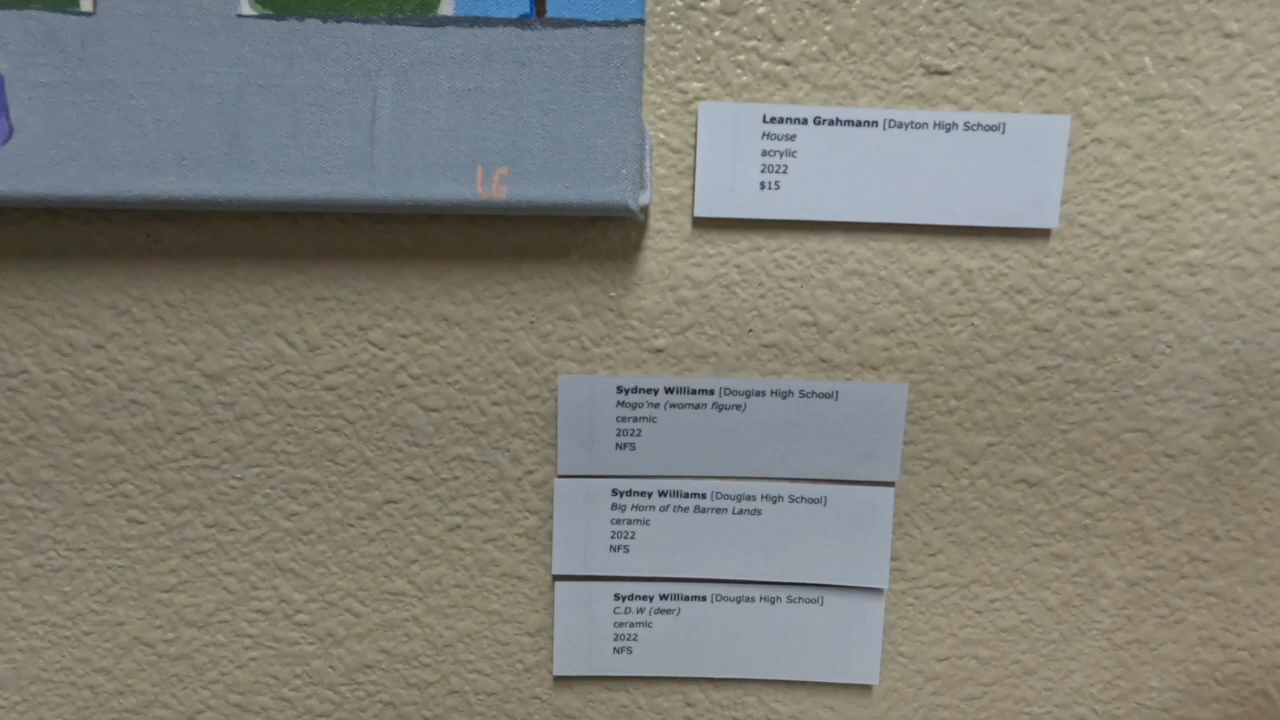 LG
Leanna Grahmann [Dayton High School]
House
acrylic
2022
$15
Sydney Williams [Douglas High School]
Mogo'ne (woman figure)
ceramic
2022
NFS
Sydney Williams [Douglas High School]
Big Horn of the Barren Lands
ceramic
2022
NFS
Sydney Williams [Douglas High School]
C.D.W (deer)
ceramic
2022
NFS